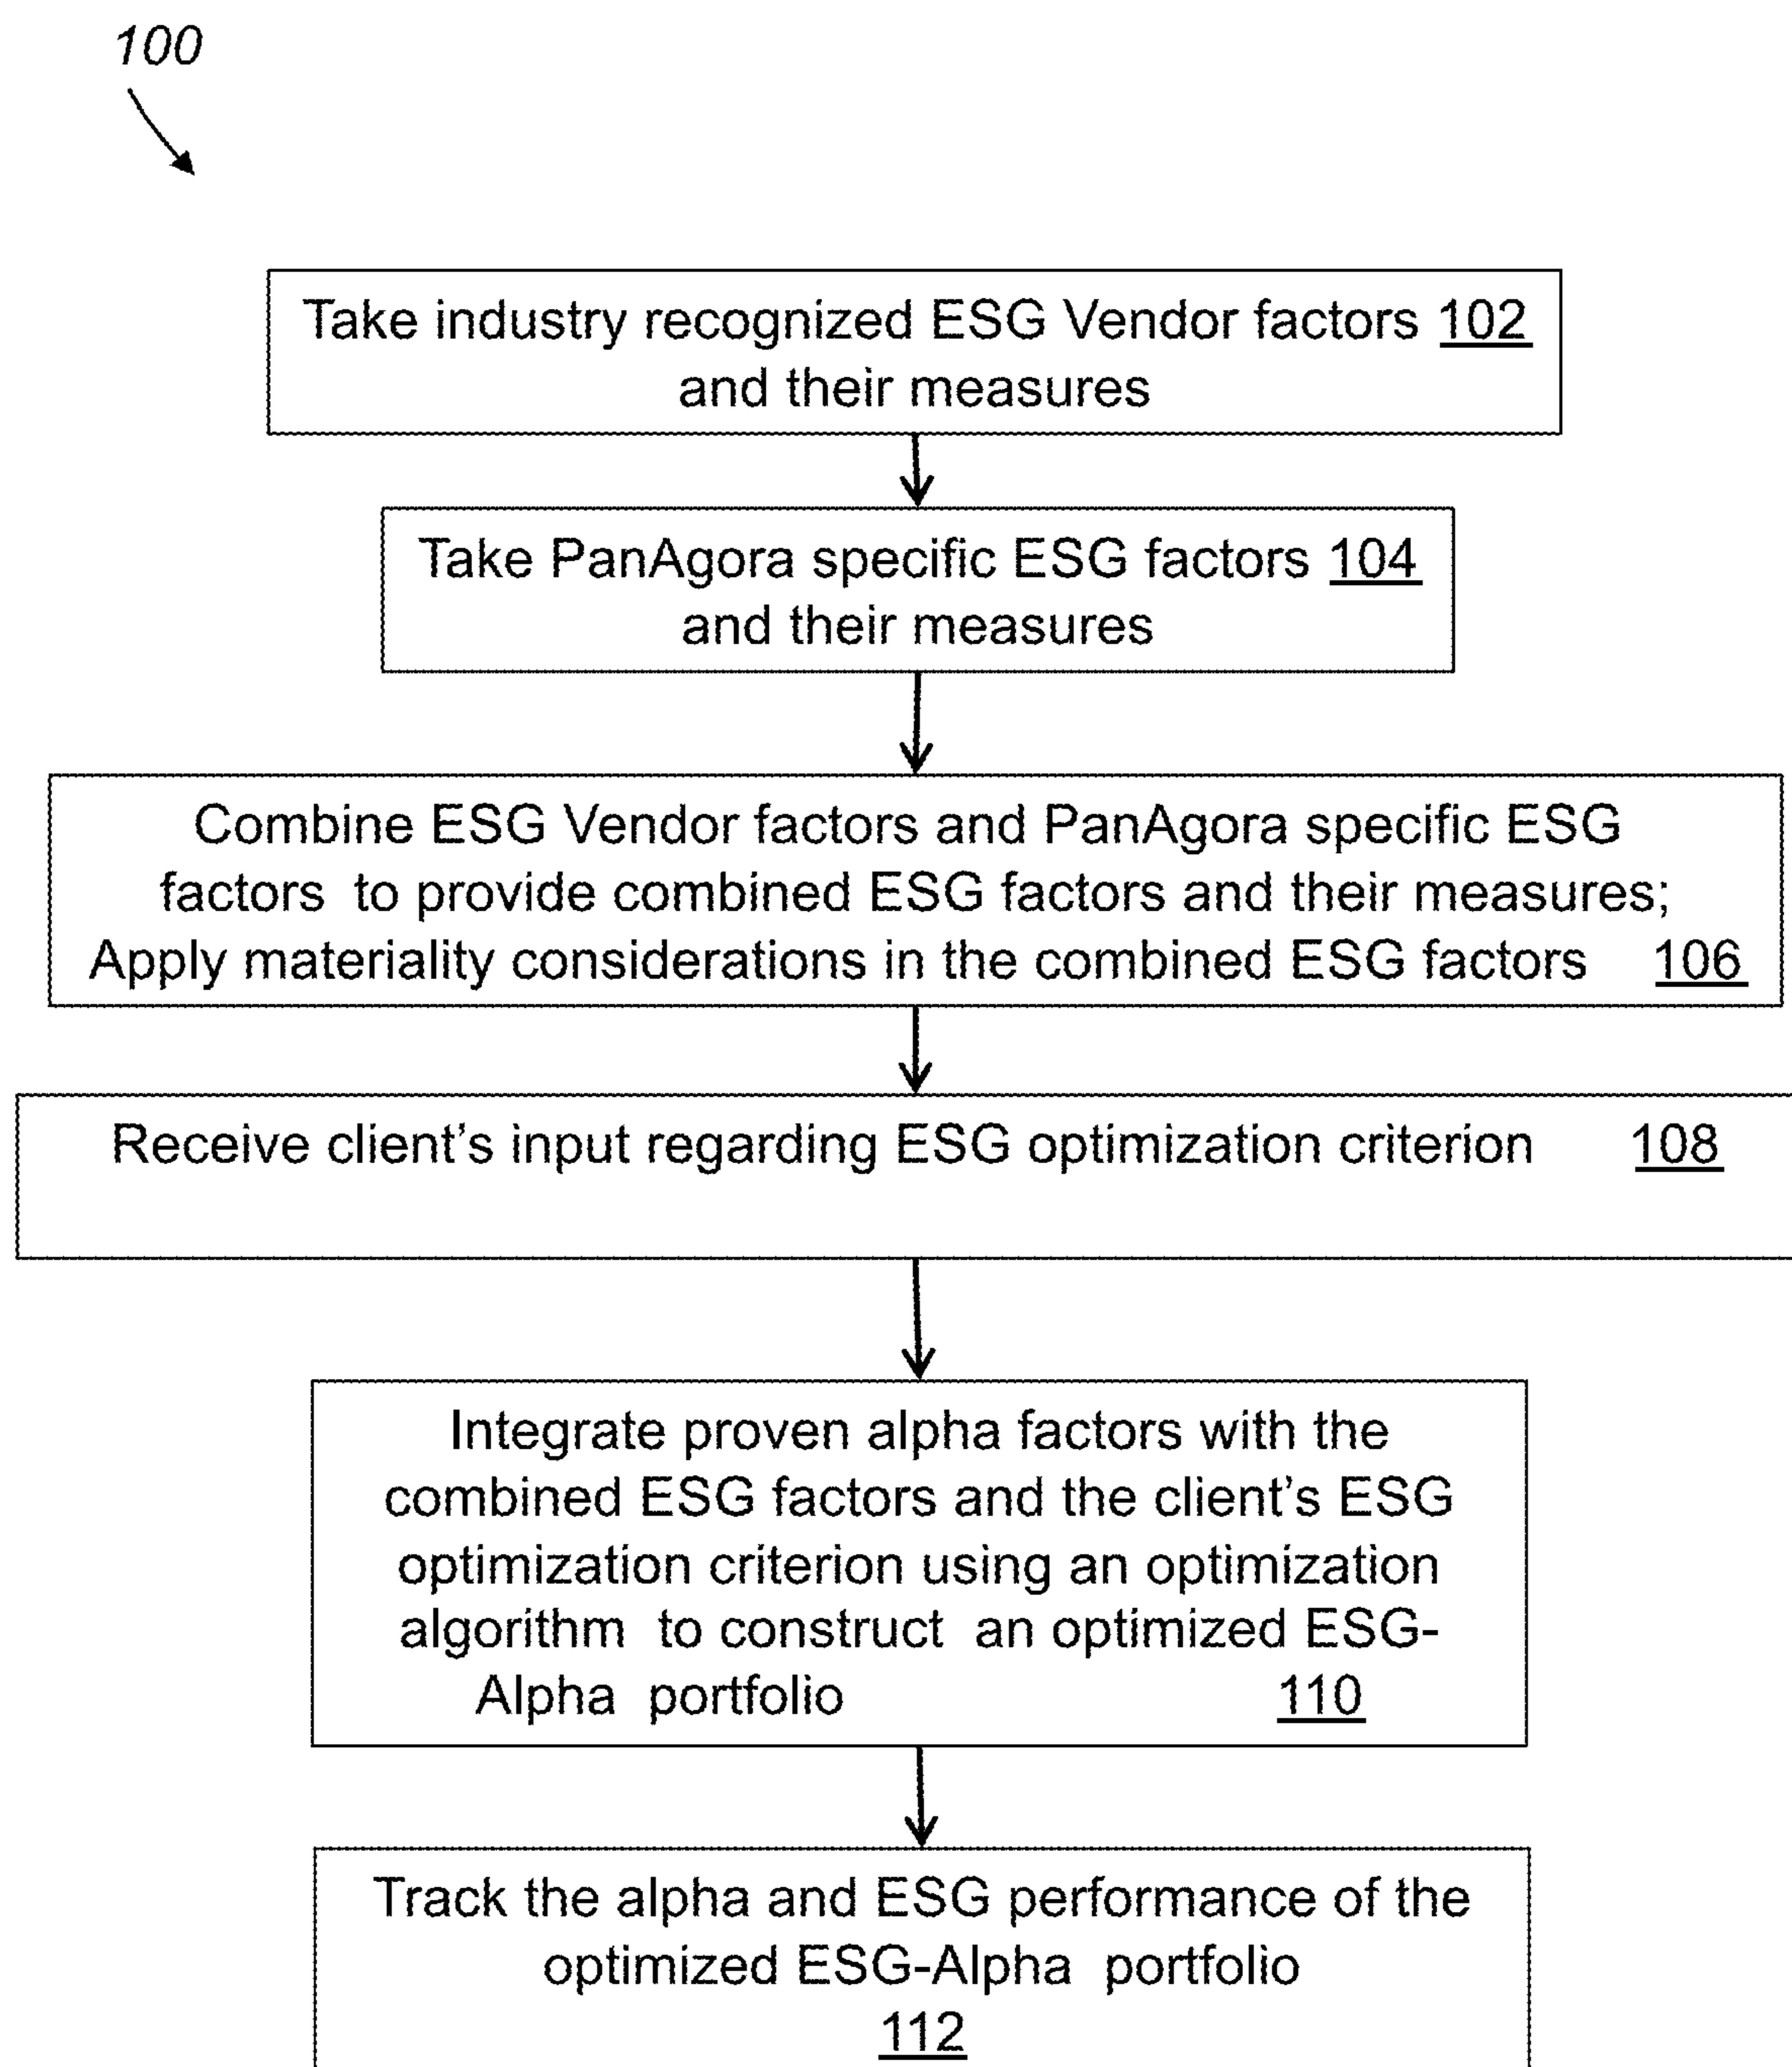 100
Take industry recognized ESG Vendor factors 102
and their measures
Take PanAgora specific ESG factors 104
and their measures
Combine ESG Vendor factors and PanAgora specific ESG
factors to provide combined ESG factors and their measures;
Apply materiality considerations in the combined ESG factors 106
Receive client's input regarding ESG optimization criterion 108
Integrate proven alpha factors with the
combined ESG factors and the client's ESG
optimization criterion using an optimization
algorithm to construct an optimized ESG-
Alpha portfolio 110
Track the alpha and ESG performance of the
optimized ESG-Alpha portfolio
112